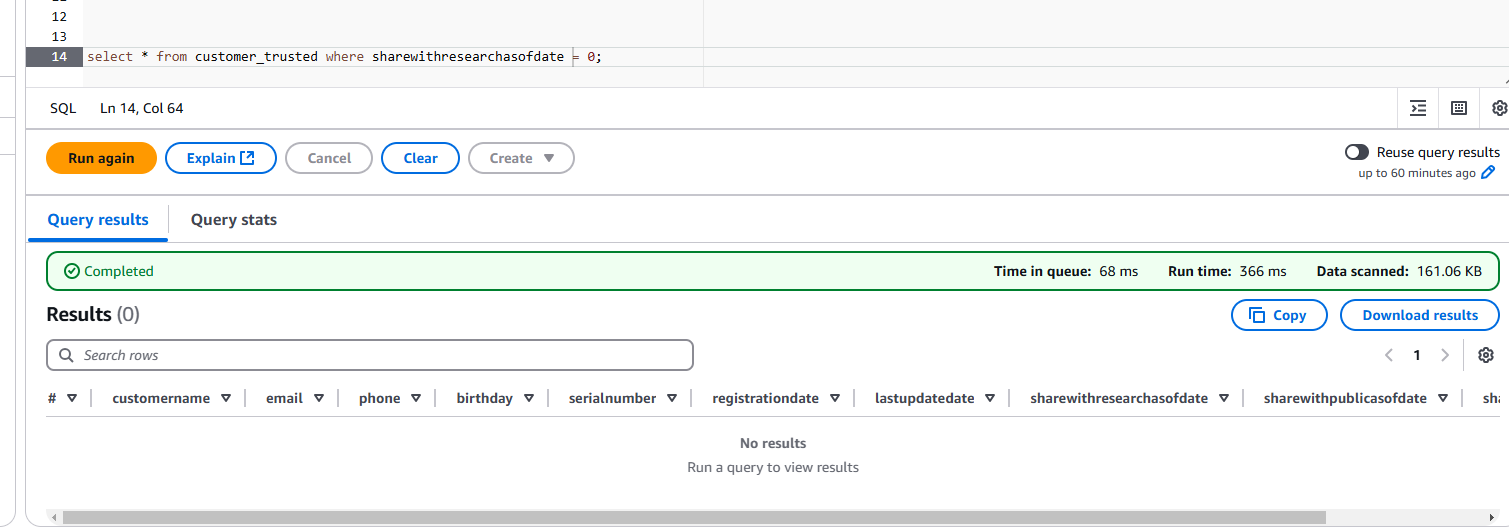 12
13
14 select * from customer_trusted where sharewithresearchasofdate = 0;
SQL Ln 14, Col 64
Run again Explain Cancel Clear Create Reuse query results
up to 60 minutes ago
Query results Query stats
Completed Time in queue: 68 ms Run time: 366 ms Data scanned: 161.06 KB
Results (0) Copy Download results
Search rows 1
# customername email phone birthday serialnumber registrationdate lastupdatedate sharewithresearchasofdate sharewithpublicasofdate
No results
Run a query to view results